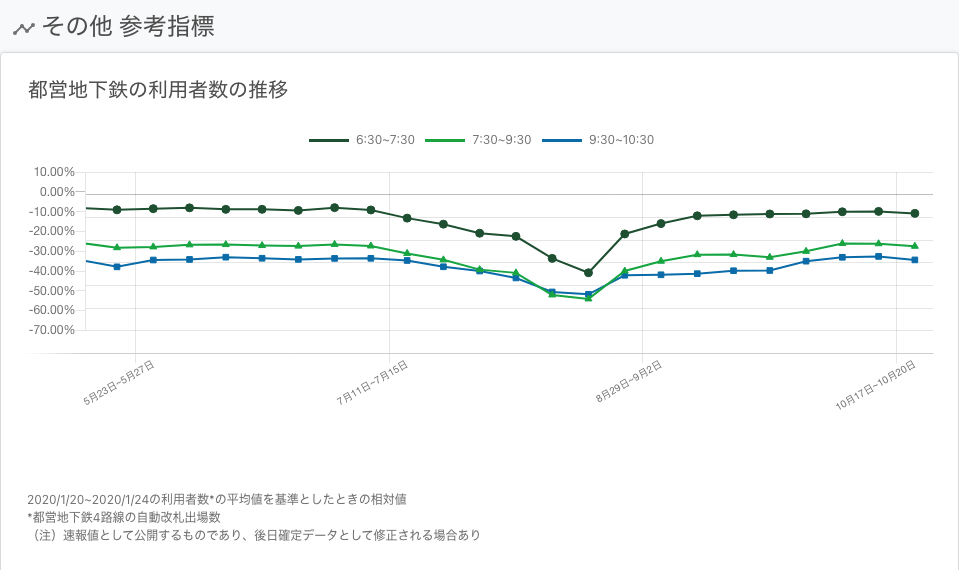 その他 参考指標
都営地下鉄の利用者数の推移
6:30~7:30 7:30~9:30 9:30~10:30
10.00%
0.00%
-10.00%
-20.00%
-30.00%
-40.00%
-50.00%
-60.00%
-70.00%
5月23日~5月27日
7月11日~7月15日
8月29日~9月2日
10月17日~10月20日
2020/1/20~2020/1/24の利用者数*の平均値を基準としたときの相対値
*都営地下鉄4路線の自動改札出場数
（注）速報値として公開するものであり、後日確定データとして修正される場合あり